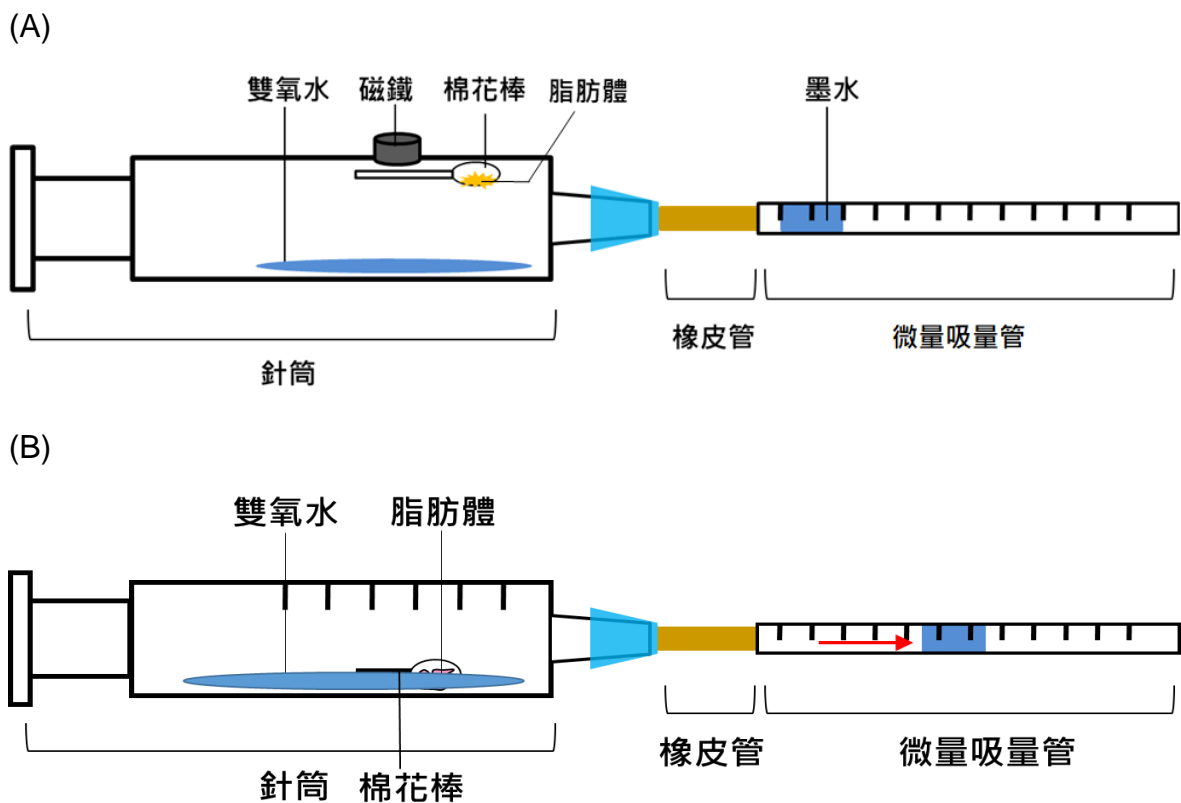 (A)
雙氧水 磁鐵 棉花棒 脂肪體 墨水
橡皮管 微量吸量管
針筒
(B)
雙氧水 脂肪體
橡皮管 微量吸量管
針筒 棉花棒